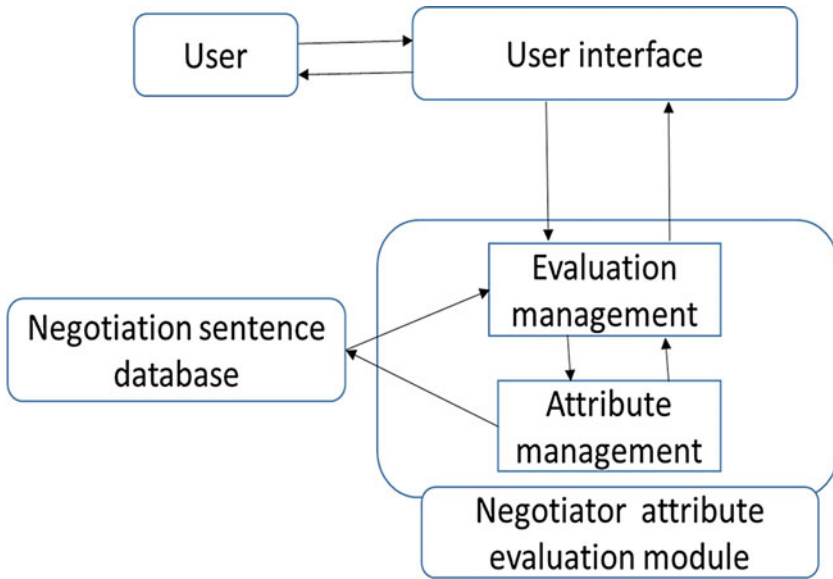 User
User interface
Evaluation
management
Negotiation sentence
database
Attribute
management
Negotiator attribute
evaluation module